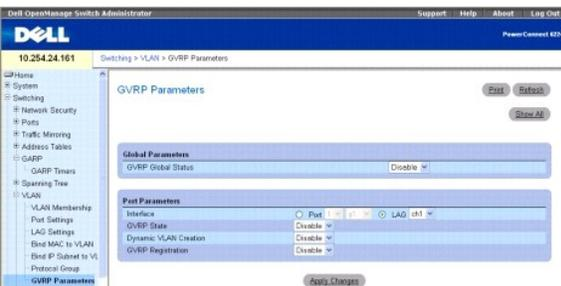 Dell OpenManage Switch Administrator
Support Help About Log Out
DELL
PowerConnect 622
10.254.24.161
Switching > VLAN > GVRP Parameters
Home
System
Switching
Network Security
Ports
Traffic Mirroring
Address Tables
GARP
GARP Timers
Spanning Tree
VLAN
VLAN Membership
Port Settings
LAG Settings
Bind MAC to VLAN
Bind IP Subnet to VL
Protocol Group
GVRP Parameters
GVRP Parameters
Print Refresh
Show All
Global Parameters
GVRP Global Status Disable
Port Parameters
Interface Port 1 g1 LAG ch1
GVRP State Disable
Dynamic VLAN Creation Disable
GVRP Registration Disable
Apply Changes